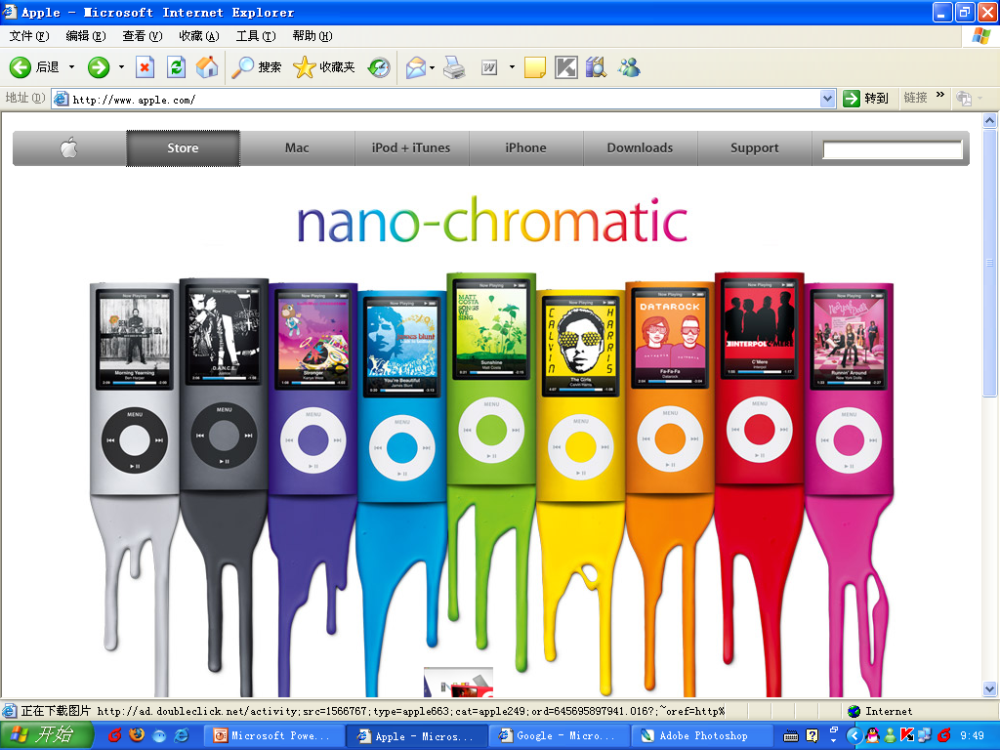 Apple - Microsoft Internet Explorer
文件(F) 编辑(E) 查看(V) 收藏(A) 工具(T) 帮助(H)
后退 搜索 收藏夹
地址(D) http://www.apple.com/ 转到 链接 »
Store Mac iPod + iTunes iPhone Downloads Support
nano-chromatic
Now Playing
Morning Yearning
Ben Harper
Now Playing
D.A.N.C.E.
Justice
Now Playing
Stronger
Kanye West
Now Playing
james blunt
You're Beautiful
James Blunt
Now Playing
MATT
COSTA
SONGS
WE
SING
Sunshine
Matt Costa
Now Playing
CALVIN HARRIS
The Girls
Calvin Harris
Now Playing
DATAROCK
Fa-Fa-Fa
Datarock
Now Playing
INTERPOL
C'Mere
Interpol
Now Playing
Runnin' Around
New York Dolls
MENU
MENU
MENU
MENU
MENU
MENU
MENU
MENU
MENU
正在下载图片 http://ad.doubleclick.net/activity;src=1566767;type=apple663;cat=apple249;ord=645695897941.016?;~oref=http% Internet
开始 Microsoft Powe... Apple - Micros... Google - Micro... Adobe Photoshop 9:49